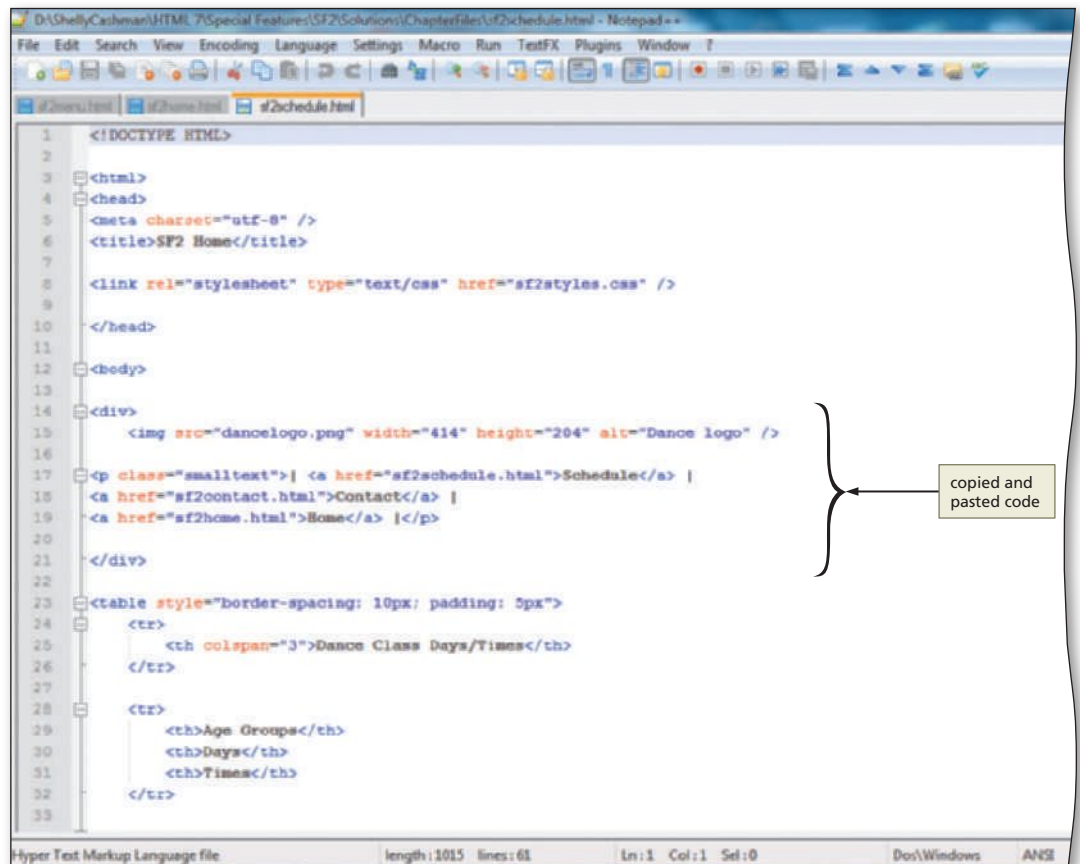 D:\ShellyCashman\HTML 7\Special Features\SF2\Solutions\ChapterFiles\sf2schedule.html - Notepad++
File Edit Search View Encoding Language Settings Macro Run TextFX Plugins Window ?
sf2menu.html sf2home.html sf2schedule.html
1 <!DOCTYPE HTML>
2
3 <html>
4 <head>
5 <meta charset="utf-8" />
6 <title>SF2 Home</title>
7
8 <link rel="stylesheet" type="text/css" href="sf2styles.css" />
9
10 </head>
11
12 <body>
13
14 <div>
15 <img src="dancelogo.png" width="414" height="204" alt="Dance logo" />
16
17 <p class="smalltext">| <a href="sf2schedule.html">Schedule</a> |
18 <a href="sf2contact.html">Contact</a> |
19 <a href="sf2home.html">Home</a> |</p>
20
21 </div>
22
23 <table style="border-spacing: 10px; padding: 5px">
24 <tr>
25 <th colspan="3">Dance Class Days/Times</th>
26 </tr>
27
28 <tr>
29 <th>Age Groups</th>
30 <th>Days</th>
31 <th>Times</th>
32 </tr>
33
copied and
pasted code
Hyper Text Markup Language file length : 1015 lines : 61 Ln : 1 Col : 1 Sel : 0 Dos\Windows ANSI